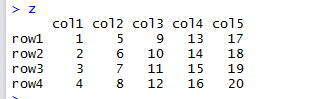 > z
col1 col2 col3 col4 col5
row1 1 5 9 13 17
row2 2 6 10 14 18
row3 3 7 11 15 19
row4 4 8 12 16 20
>